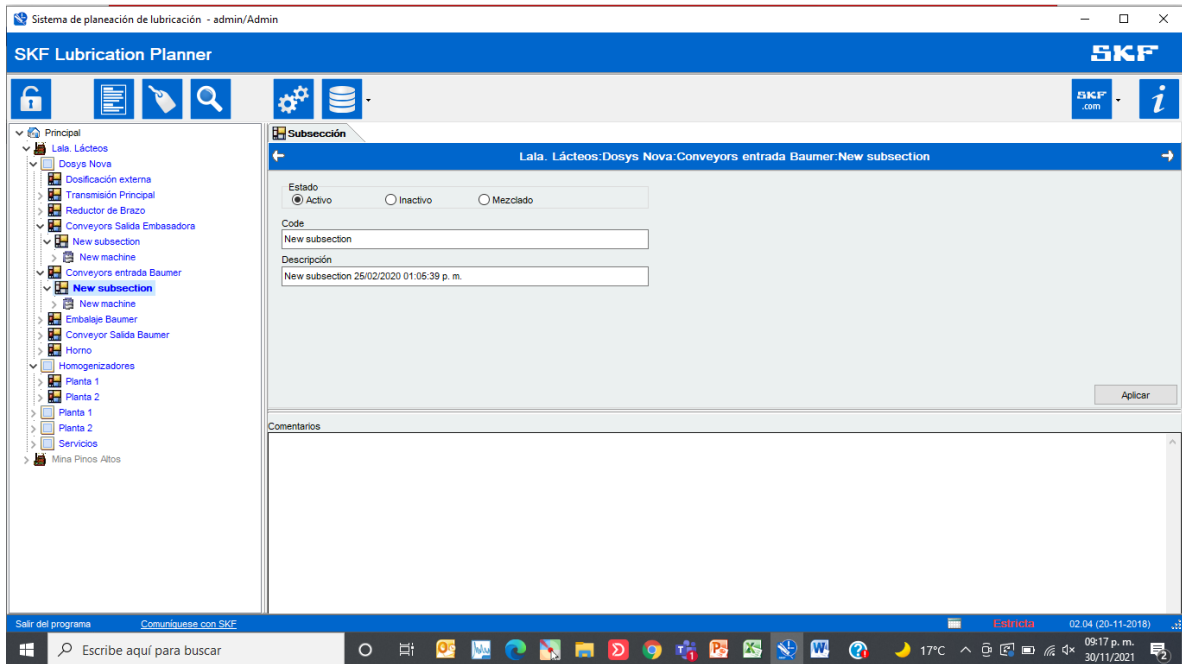 Sistema de planeación de lubricación - admin/Admin
SKF Lubrication Planner
SKF
SKF
.com
i
Principal
Lala. Lácteos
Dosys Nova
Dosificación externa
Transmisión Principal
Reductor de Brazo
Conveyors Salida Embasadora
New subsection
New machine
Conveyors entrada Baumer
New subsection
New machine
Embalaje Baumer
Conveyor Salida Baumer
Horno
Homogenizadores
Planta 1
Planta 2
Planta 1
Planta 2
Servicios
Mina Pinos Altos
Subsección
Lala. Lácteos:Dosys Nova:Conveyors entrada Baumer:New subsection
Estado
Activo Inactivo Mezclado
Code
New subsection
Descripción
New subsection 25/02/2020 01:05:39 p. m.
Aplicar
Comentarios
Salir del programa Comuníquese con SKF Estricta 02.04 (20-11-2018)
Escribe aquí para buscar 17°C 09:17 p. m.
30/11/2021